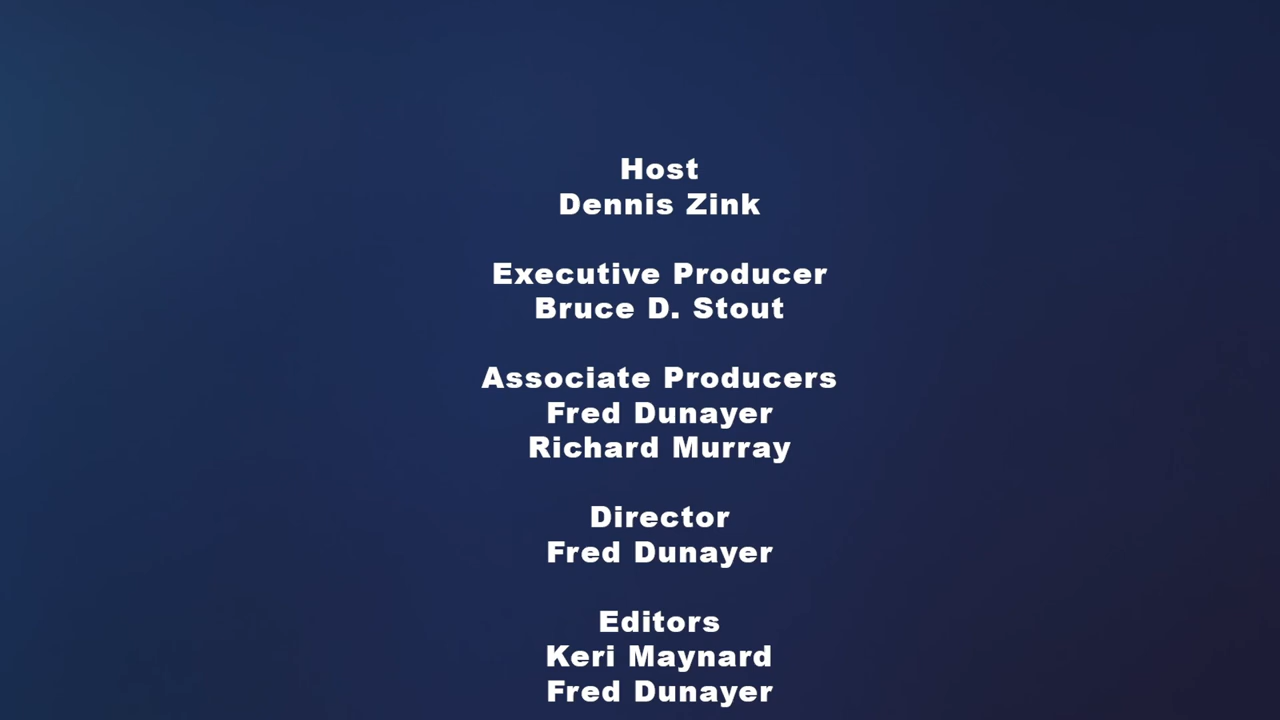 Host
Dennis Zink
Executive Producer
Bruce D. Stout
Associate Producers
Fred Dunayer
Richard Murray
Director
Fred Dunayer
Editors
Keri Maynard
Fred Dunayer